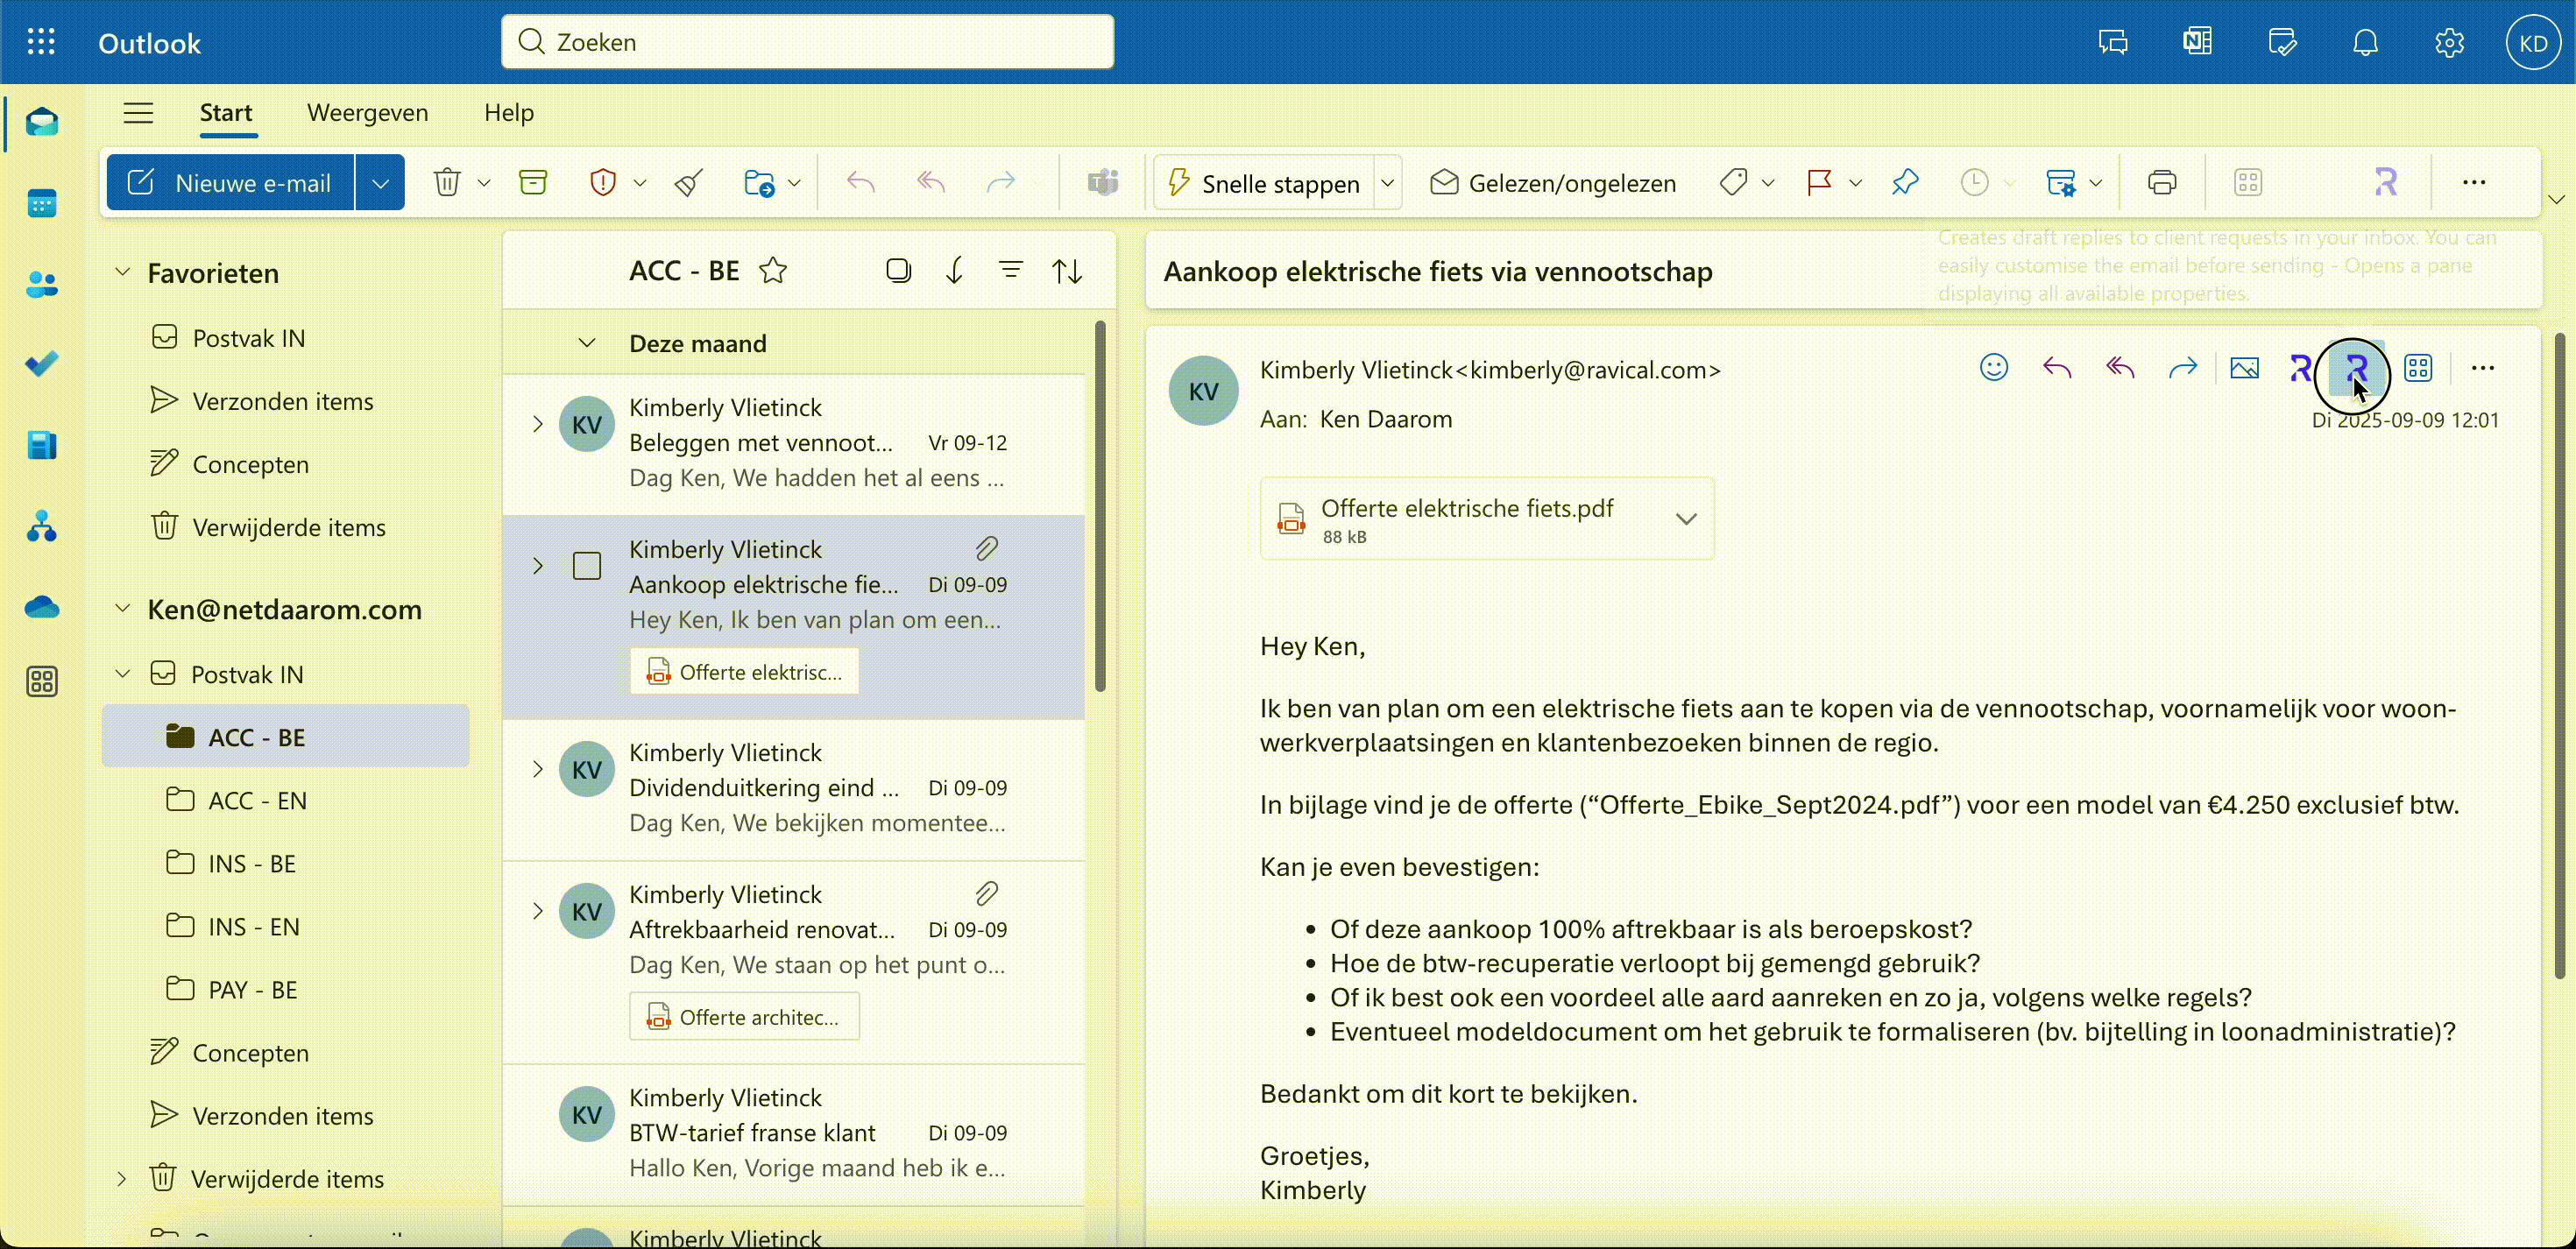 Outlook
Zoeken
KD
Start
Weergeven
Help
Nieuwe e-mail
Snelle stappen
Gelezen/ongelezen
Creates draft replies to client requests in your inbox. You can
easily customise the email before sending - Opens a pane
displaying all available properties.
Favorieten
Postvak IN
Verzonden items
Concepten
Verwijderde items
Ken@netdaarom.com
Postvak IN
ACC - BE
ACC - EN
INS - BE
INS - EN
PAY - BE
Concepten
Verzonden items
Verwijderde items
ACC - BE
Deze maand
KV
Kimberly Vlietinck
Beleggen met vennoot... Vr 09-12
Dag Ken, We hadden het al eens ...
Kimberly Vlietinck
Aankoop elektrische fie... Di 09-09
Hey Ken, Ik ben van plan om een...
Offerte elektrisc...
KV
Kimberly Vlietinck
Dividenduitkering eind ... Di 09-09
Dag Ken, We bekijken momentee...
KV
Kimberly Vlietinck
Aftrekbaarheid renovat... Di 09-09
Dag Ken, We staan op het punt o...
Offerte architec...
KV
Kimberly Vlietinck
BTW-tarief franse klant Di 09-09
Hallo Ken, Vorige maand heb ik e...
Kimberly Vlietinck
Aankoop elektrische fiets via vennootschap
KV
Kimberly Vlietinck<kimberly@ravical.com>
Aan: Ken Daarom
Di 2025-09-09 12:01
Offerte elektrische fiets.pdf
88 kB
Hey Ken,
Ik ben van plan om een elektrische fiets aan te kopen via de vennootschap, voornamelijk voor woon-
werkverplaatsingen en klantenbezoeken binnen de regio.
In bijlage vind je de offerte (“Offerte_Ebike_Sept2024.pdf”) voor een model van €4.250 exclusief btw.
Kan je even bevestigen:
• Of deze aankoop 100% aftrekbaar is als beroepskost?
• Hoe de btw-recuperatie verloopt bij gemengd gebruik?
• Of ik best ook een voordeel alle aard aanreken en zo ja, volgens welke regels?
• Eventueel modeldocument om het gebruik te formaliseren (bv. bijtelling in loonadministratie)?
Bedankt om dit kort te bekijken.
Groetjes,
Kimberly